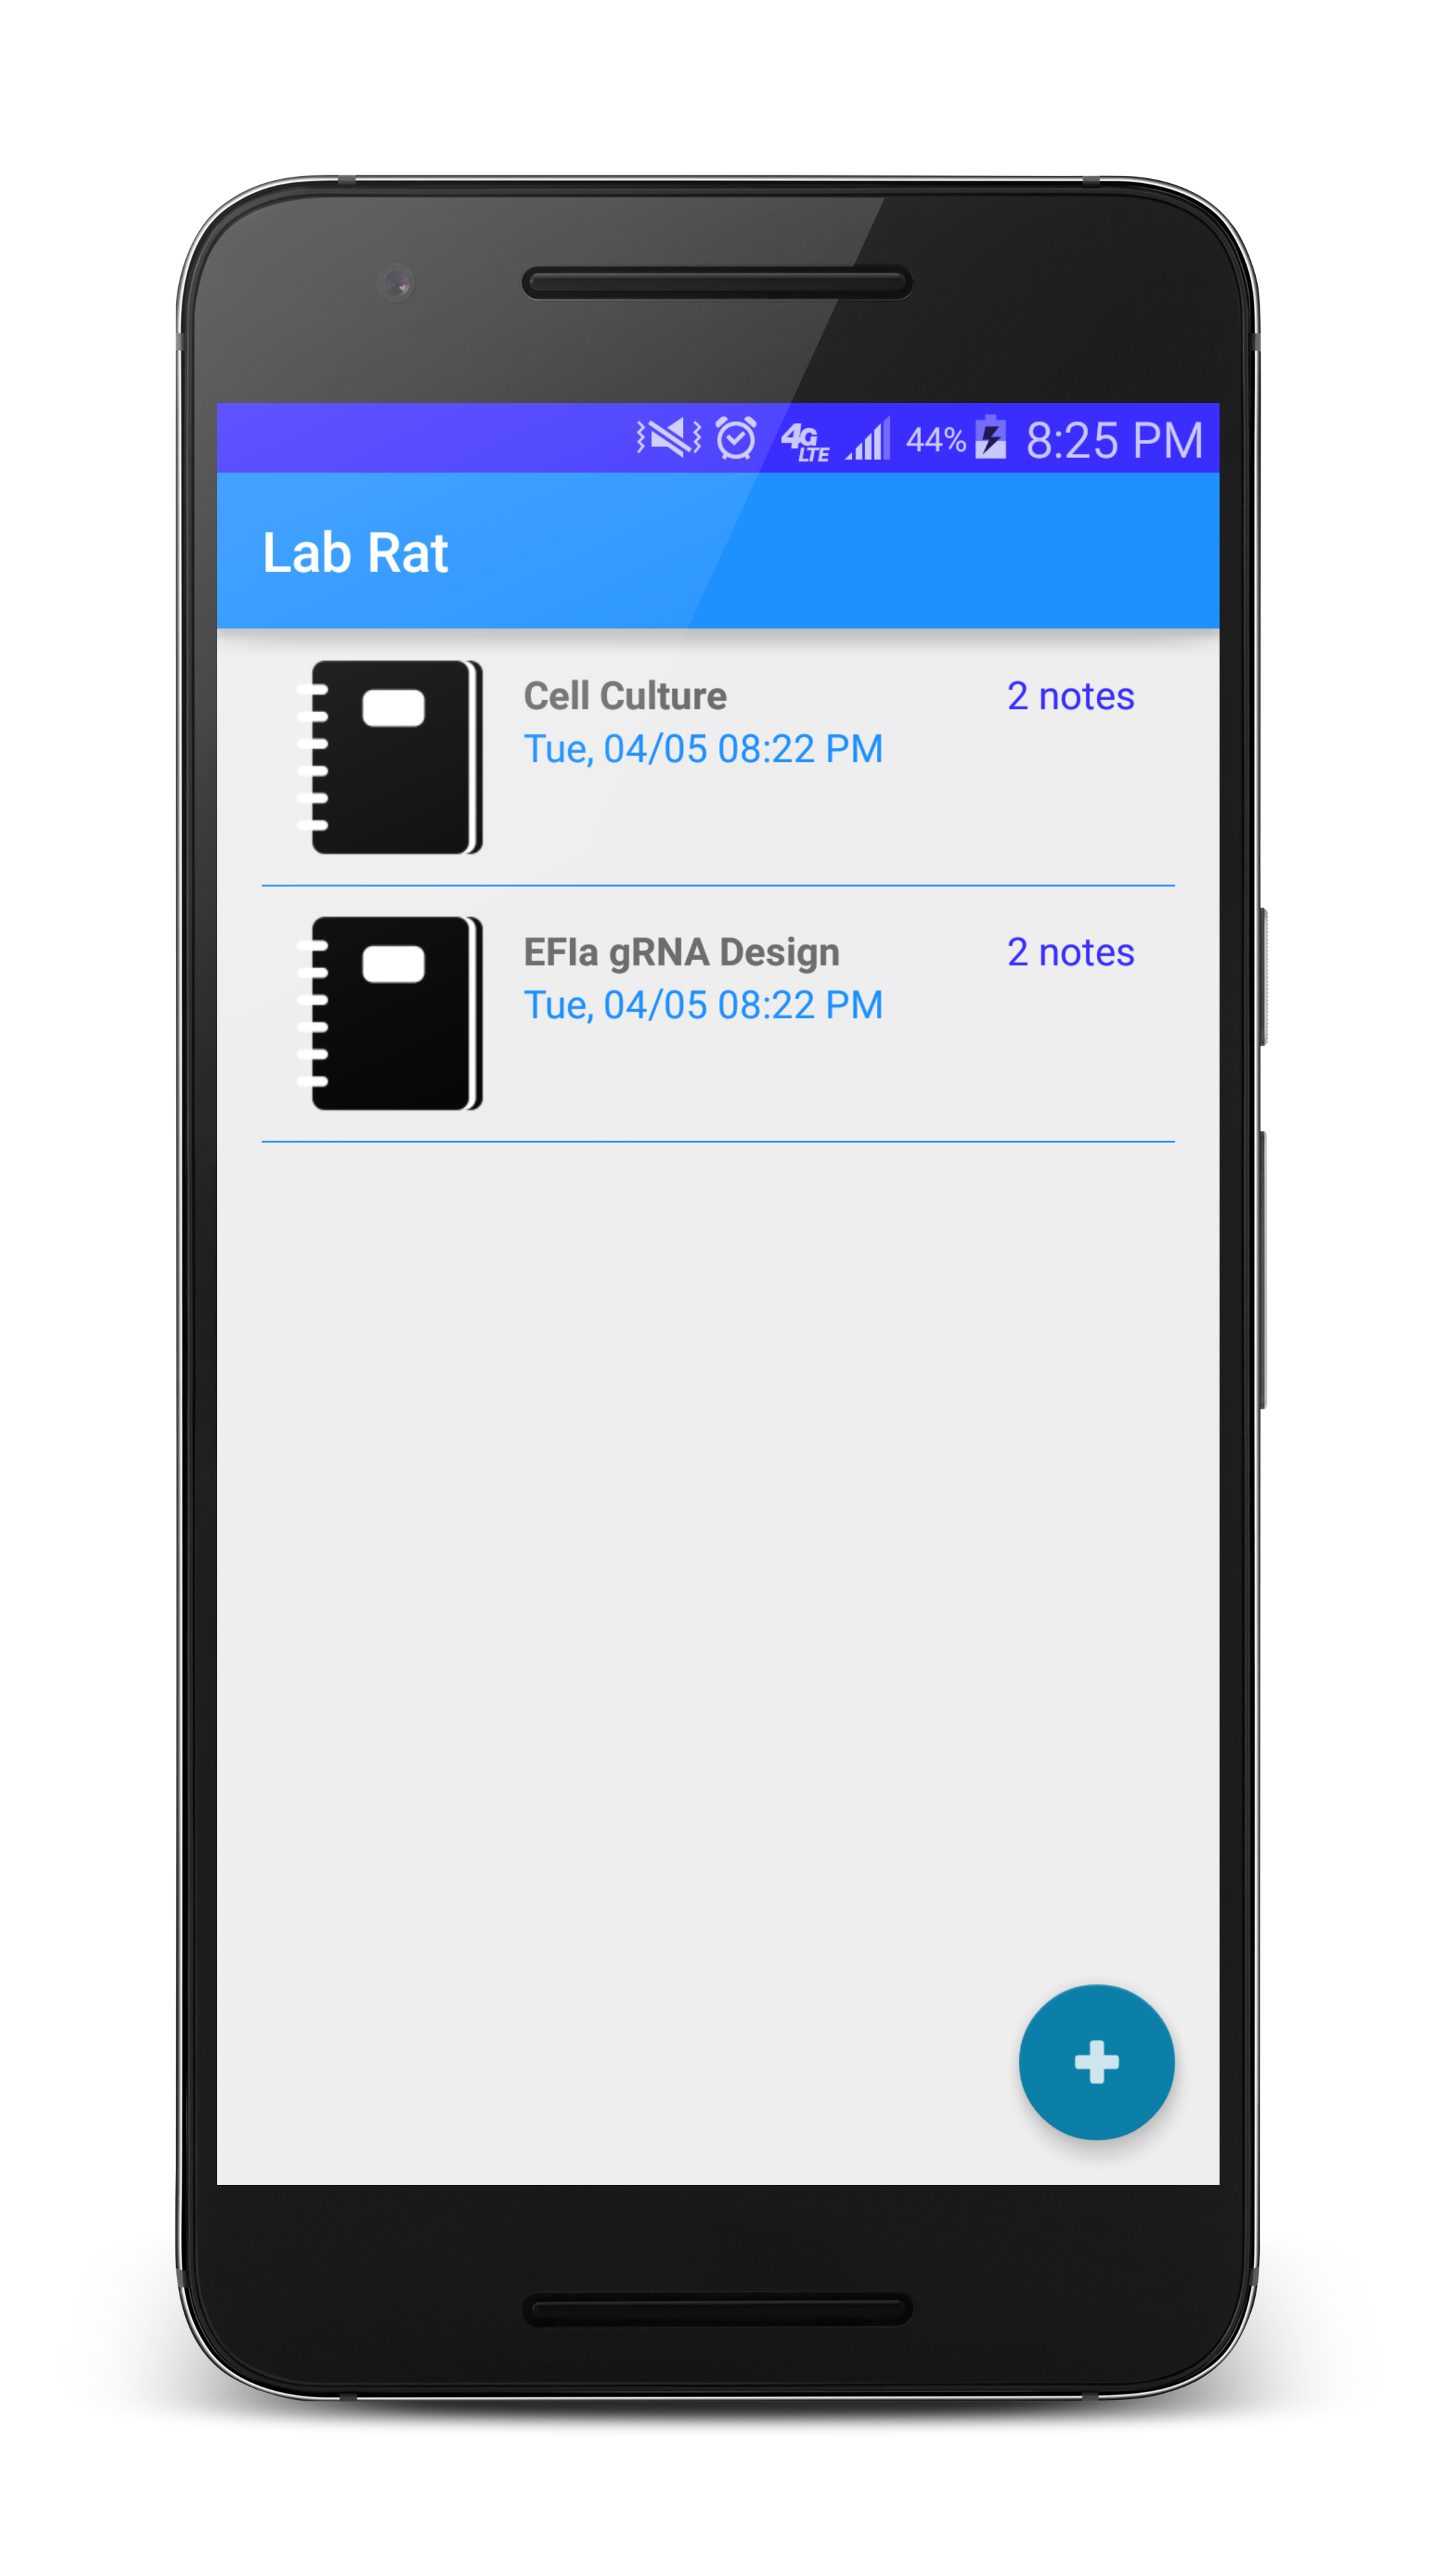 4G LTE 44% 8:25 PM
Lab Rat
Cell Culture 2 notes
Tue, 04/05 08:22 PM
EFIa gRNA Design 2 notes
Tue, 04/05 08:22 PM